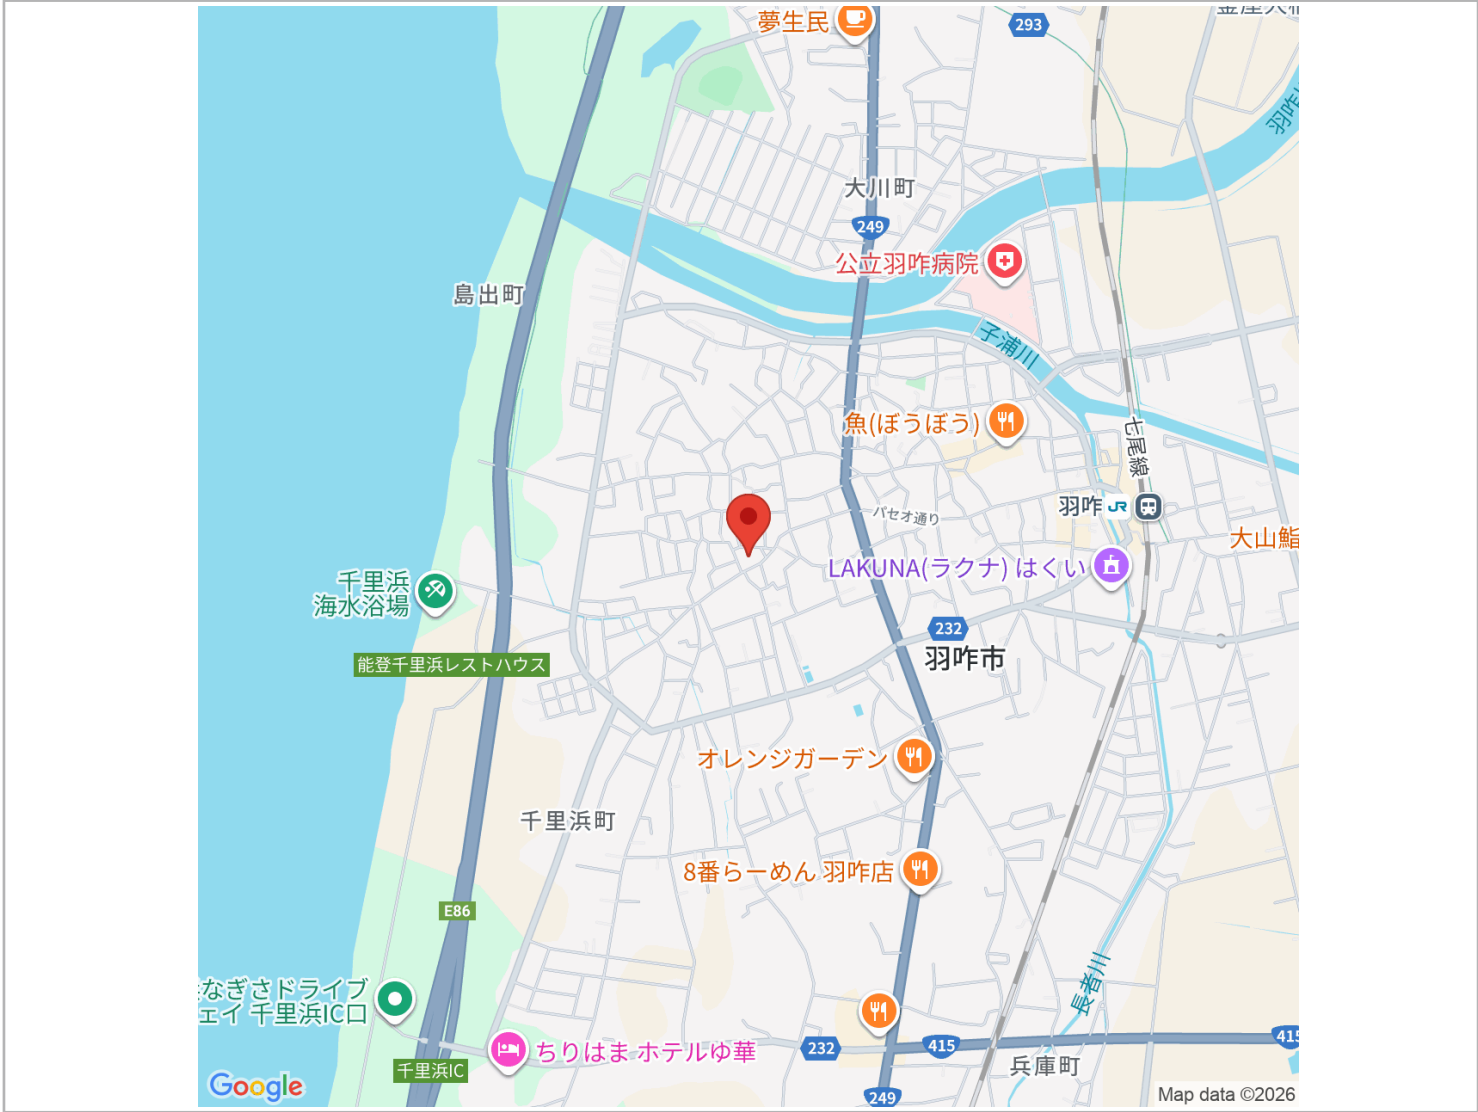 夢生民
293
大川町
249
公立羽咋病院
島出町
子浦川
魚(ぼうぼう)
七尾線
羽咋
JR
パセオ通り
大山鮨
LAKUNA(ラクナ) はくい
千里浜
海水浴場
232
羽咋市
能登千里浜レストハウス
オレンジガーデン
千里浜町
8番らーめん 羽咋店
E86
長者川
なぎさドライブ
ェイ 千里浜IC口
ちりはま ホテルゆ華
232
415
415
兵庫町
千里浜IC
249
Google
Map data ©2026